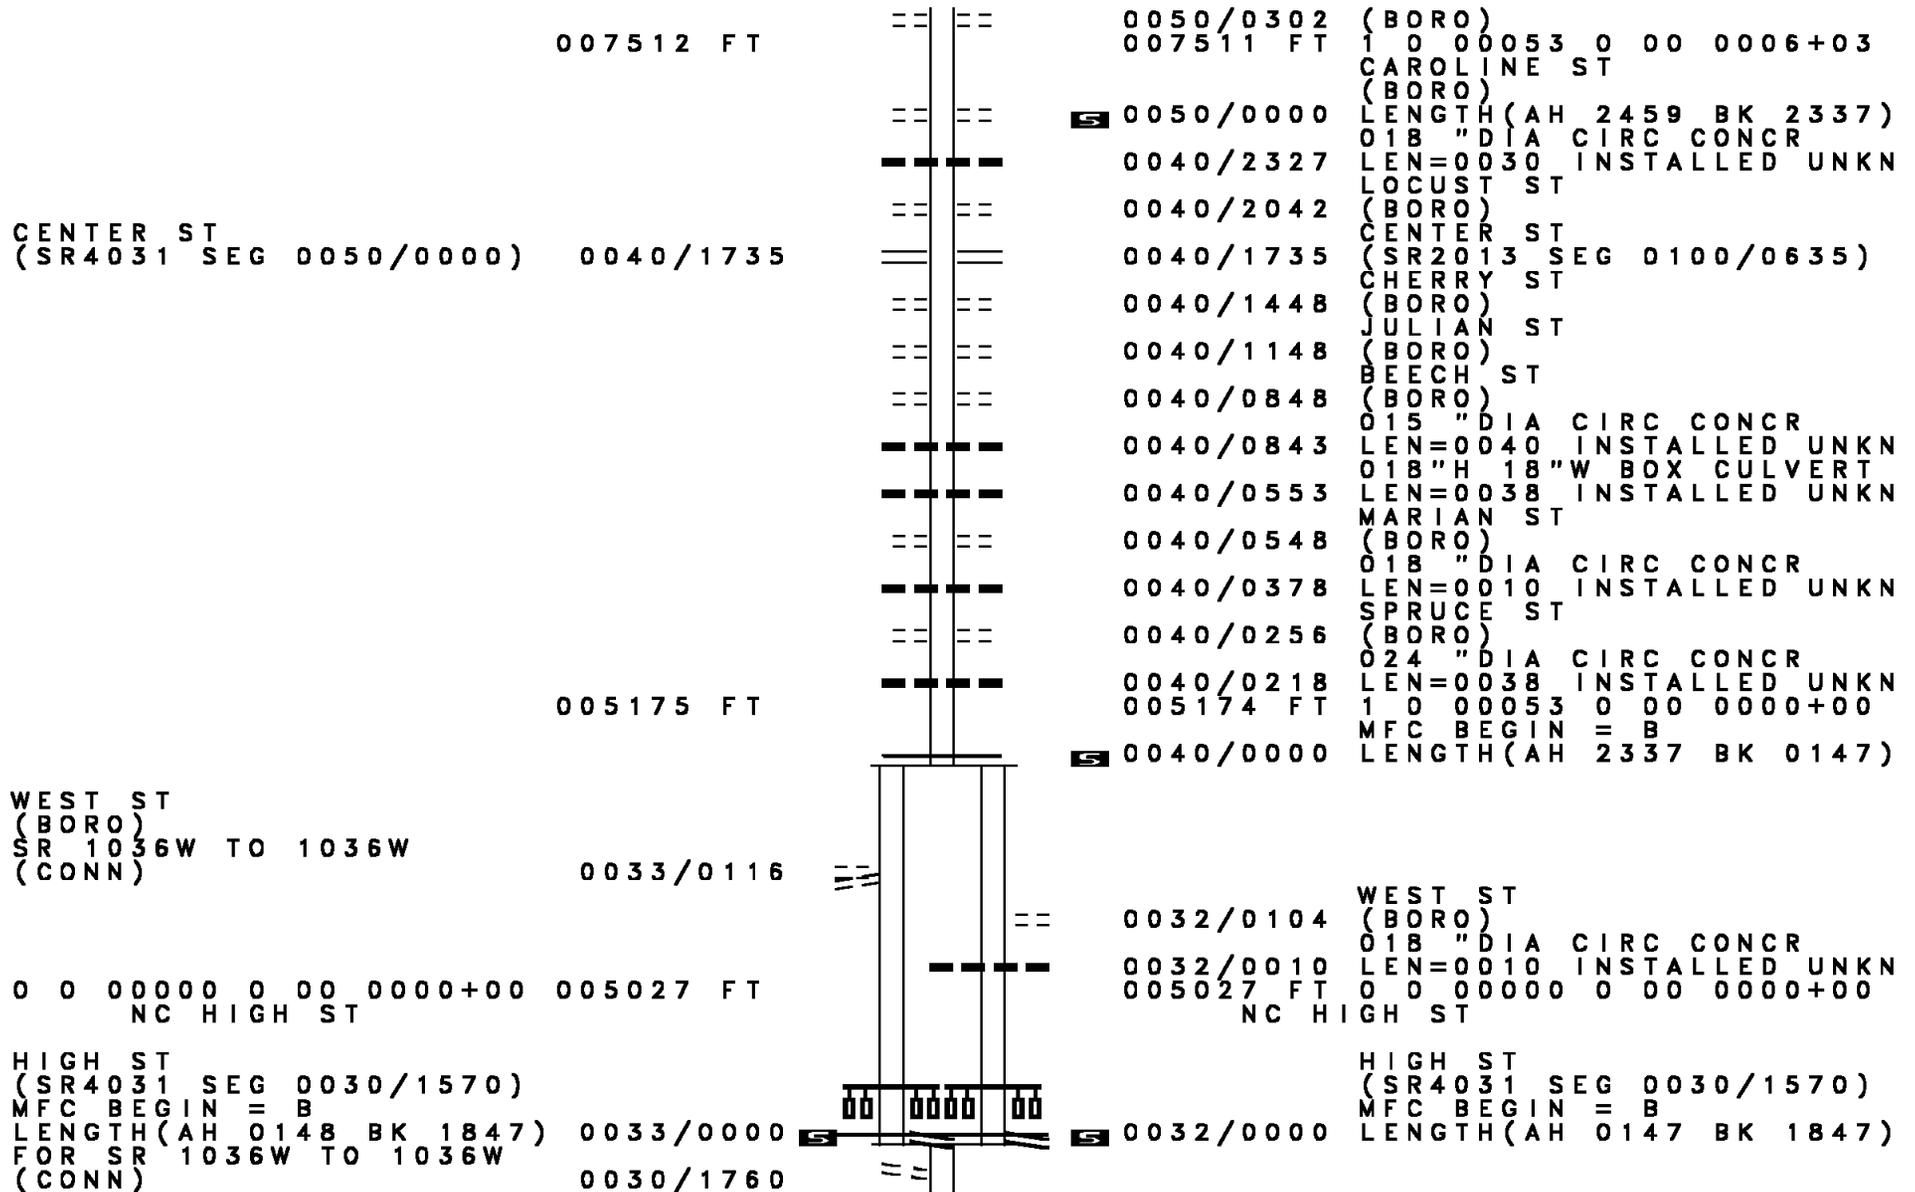 0050/0302 (BORO)
007512 FT 007511 FT 1 0 00053 0 00 0006+03
CAROLINE ST
(BORO)
S 0050/0000 LENGTH(AH 2459 BK 2337)
018 "DIA CIRC CONCR
0040/2327 LEN=0030 INSTALLED UNKN
LOCUST ST
0040/2042 (BORO)
CENTER ST CENTER ST
(SR4031 SEG 0050/0000) 0040/1735 0040/1735 (SR2013 SEG 0100/0635)
CHERRY ST
0040/1448 (BORO)
JULIAN ST
0040/1148 (BORO)
BEECH ST
0040/0848 (BORO)
015 "DIA CIRC CONCR
0040/0843 LEN=0040 INSTALLED UNKN
018"H 18"W BOX CULVERT
0040/0553 LEN=0038 INSTALLED UNKN
MARIAN ST
0040/0548 (BORO)
018 "DIA CIRC CONCR
0040/0378 LEN=0010 INSTALLED UNKN
SPRUCE ST
0040/0256 (BORO)
024 "DIA CIRC CONCR
0040/0218 LEN=0038 INSTALLED UNKN
005175 FT 005174 FT 1 0 00053 0 00 0000+00
MFC BEGIN = B
S 0040/0000 LENGTH(AH 2337 BK 0147)
WEST ST
(BORO)
SR 1036W TO 1036W
(CONN) 0033/0116
WEST ST
0032/0104 (BORO)
018 "DIA CIRC CONCR
0032/0010 LEN=0010 INSTALLED UNKN
0 0 00000 0 00 0000+00 005027 FT 005027 FT 0 0 00000 0 00 0000+00
NC HIGH ST NC HIGH ST
HIGH ST HIGH ST
(SR4031 SEG 0030/1570) (SR4031 SEG 0030/1570)
MFC BEGIN = B MFC BEGIN = B
LENGTH(AH 0148 BK 1847) 0033/0000 S S 0032/0000 LENGTH(AH 0147 BK 1847)
FOR SR 1036W TO 1036W
(CONN) 0030/1760